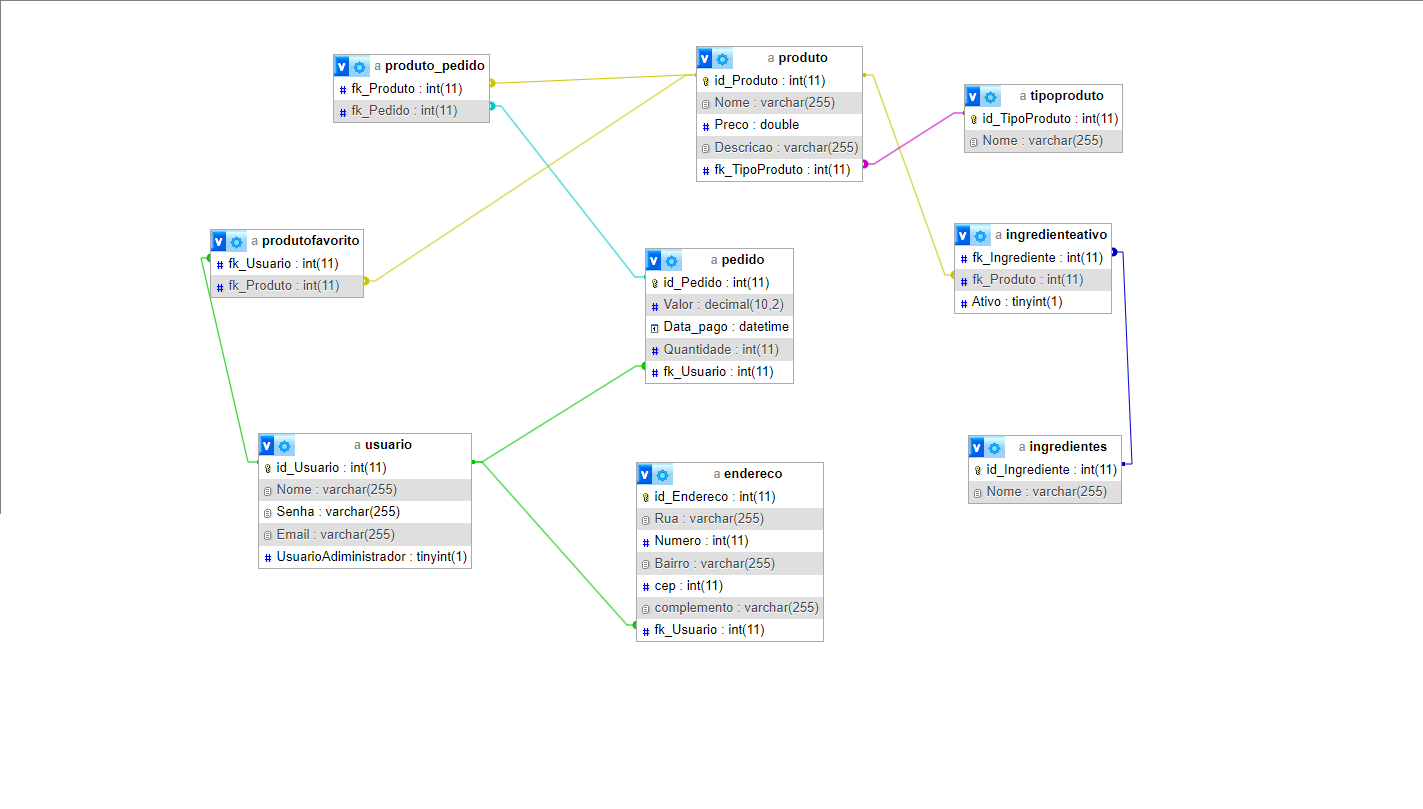 a produto_pedido
fk_Produto : int(11)
fk_Pedido : int(11)
a produto
id_Produto : int(11)
Nome : varchar(255)
Preco : double
Descricao : varchar(255)
fk_TipoProduto : int(11)
a tipoproduto
id_TipoProduto : int(11)
Nome : varchar(255)
a produtofavorito
fk_Usuario : int(11)
fk_Produto : int(11)
a pedido
id_Pedido : int(11)
Valor : decimal(10,2)
Data_pago : datetime
Quantidade : int(11)
fk_Usuario : int(11)
a ingredienteativo
fk_Ingrediente : int(11)
fk_Produto : int(11)
Ativo : tinyint(1)
a usuario
id_Usuario : int(11)
Nome : varchar(255)
Senha : varchar(255)
Email : varchar(255)
UsuarioAdiministrador : tinyint(1)
a endereco
id_Endereco : int(11)
Rua : varchar(255)
Numero : int(11)
Bairro : varchar(255)
cep : int(11)
complemento : varchar(255)
fk_Usuario : int(11)
a ingredientes
id_Ingrediente : int(11)
Nome : varchar(255)